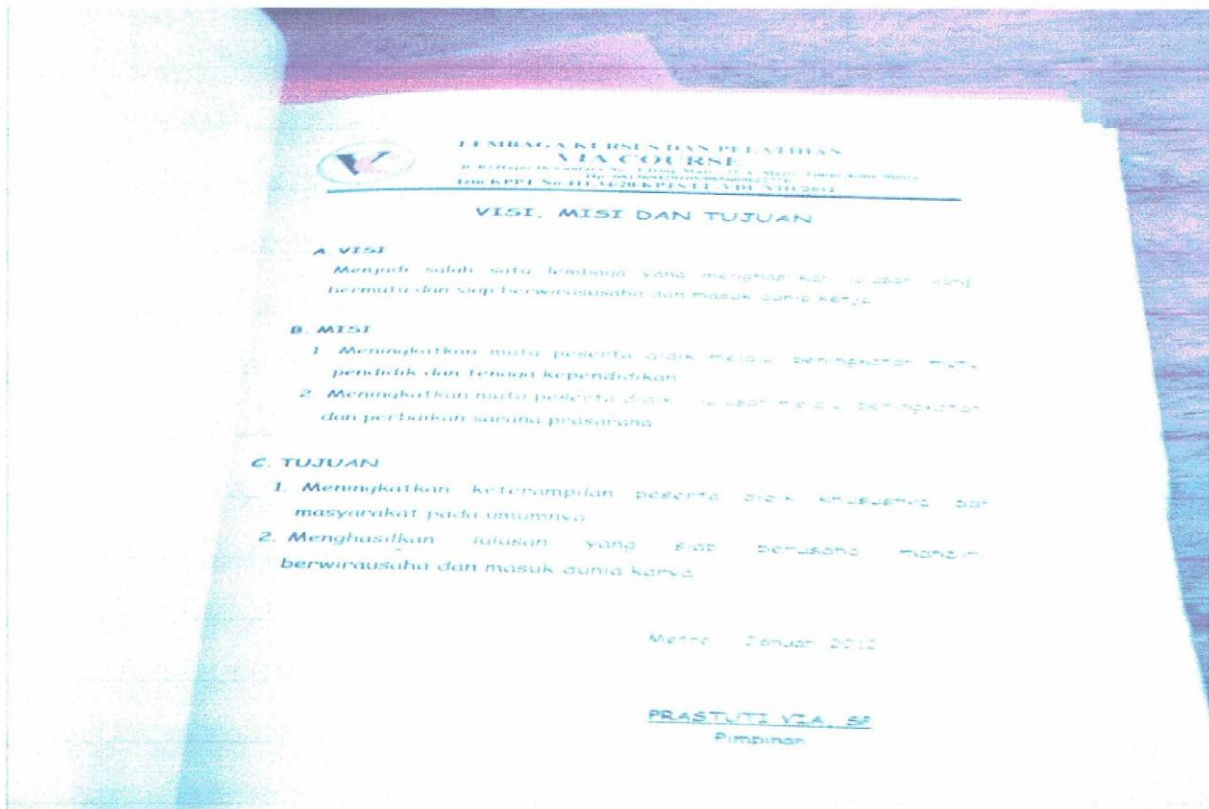 LEMBAGA KURSUS DAN PELATIHAN
VIA COURSE
VISI, MISI DAN TUJUAN
A. VISI
Menjadi salah satu lembaga yang menghasilkan lulusan yang
bermutu dan siap berwirausaha dan masuk dunia kerja
B. MISI
1. Meningkatkan mutu peserta didik melalui peningkatan mutu
pendidik dan tenaga kependidikan
2. Meningkatkan mutu peserta didik lulusan melalui peningkatan
dan perbaikan sarana prasarana
C. TUJUAN
1. Meningkatkan keterampilan peserta didik khususnya dan
masyarakat pada umumnya
2. Menghasilkan lulusan yang siap berusaha mandiri
berwirausaha dan masuk dunia karya
Metro Januari
PRASTUTI VIA, SE
Pimpinan